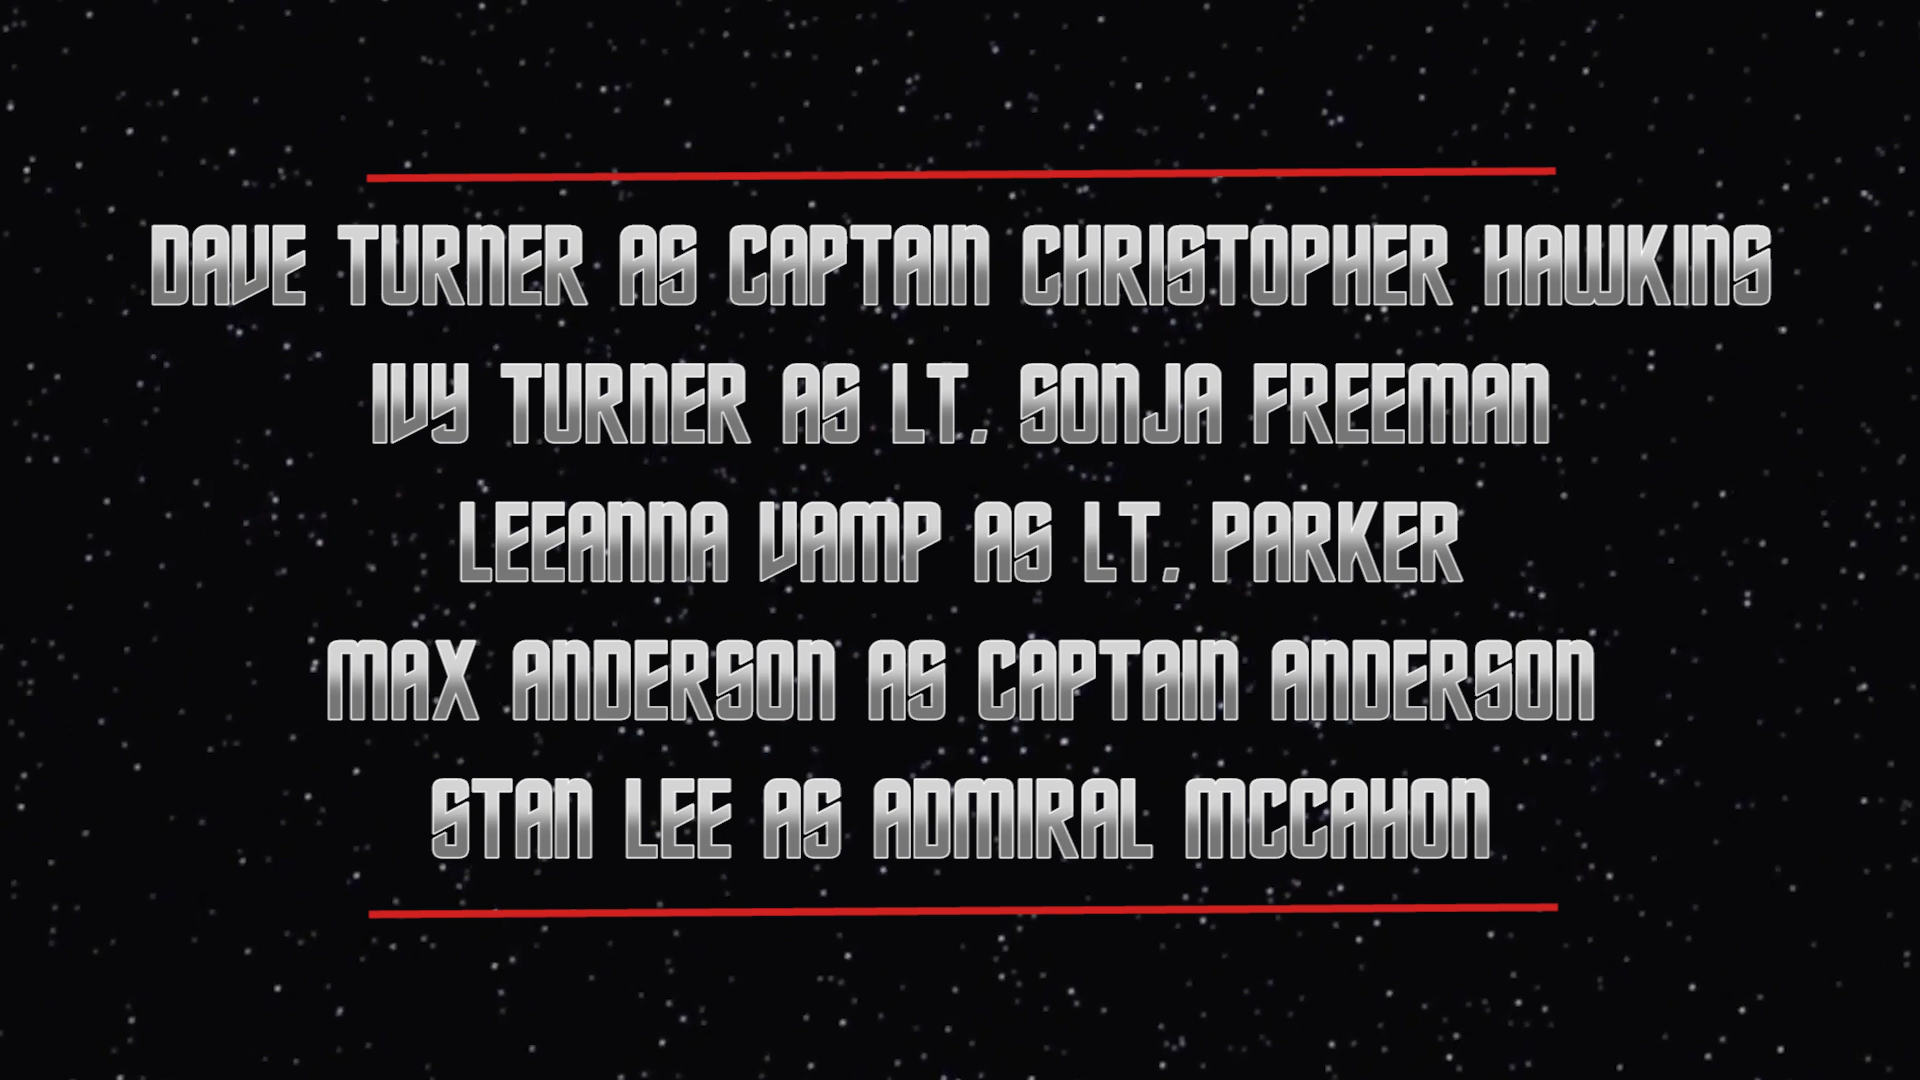 DAVE TURNER AS CAPTAIN CHRISTOPHER HAWKINS
IVY TURNER AS LT. SONJA FREEMAN
LEEANNA VAMP AS LT. PARKER
MAX ANDERSON AS CAPTAIN ANDERSON
STAN LEE AS ADMIRAL MCCAHON